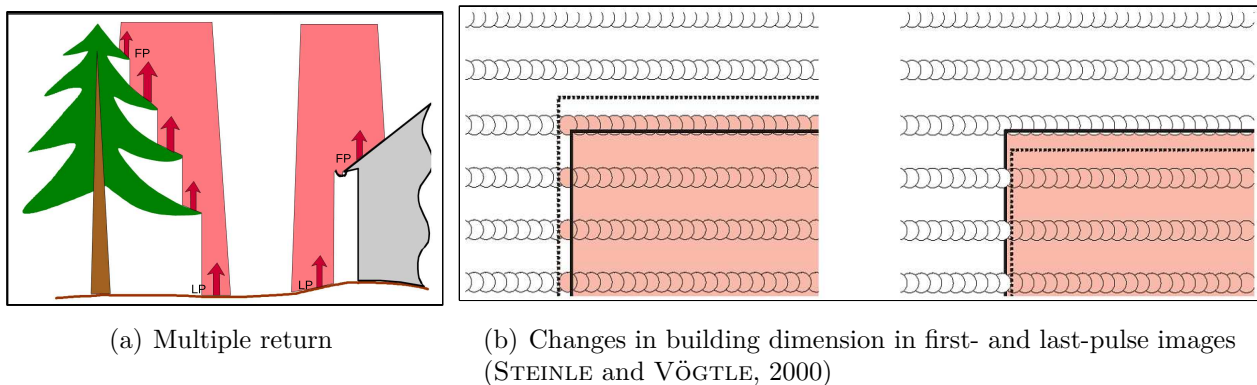 FP
FP
LP
LP
(a) Multiple return
(b) Changes in building dimension in first- and last-pulse images
(STEINLE and VÖGTLE, 2000)